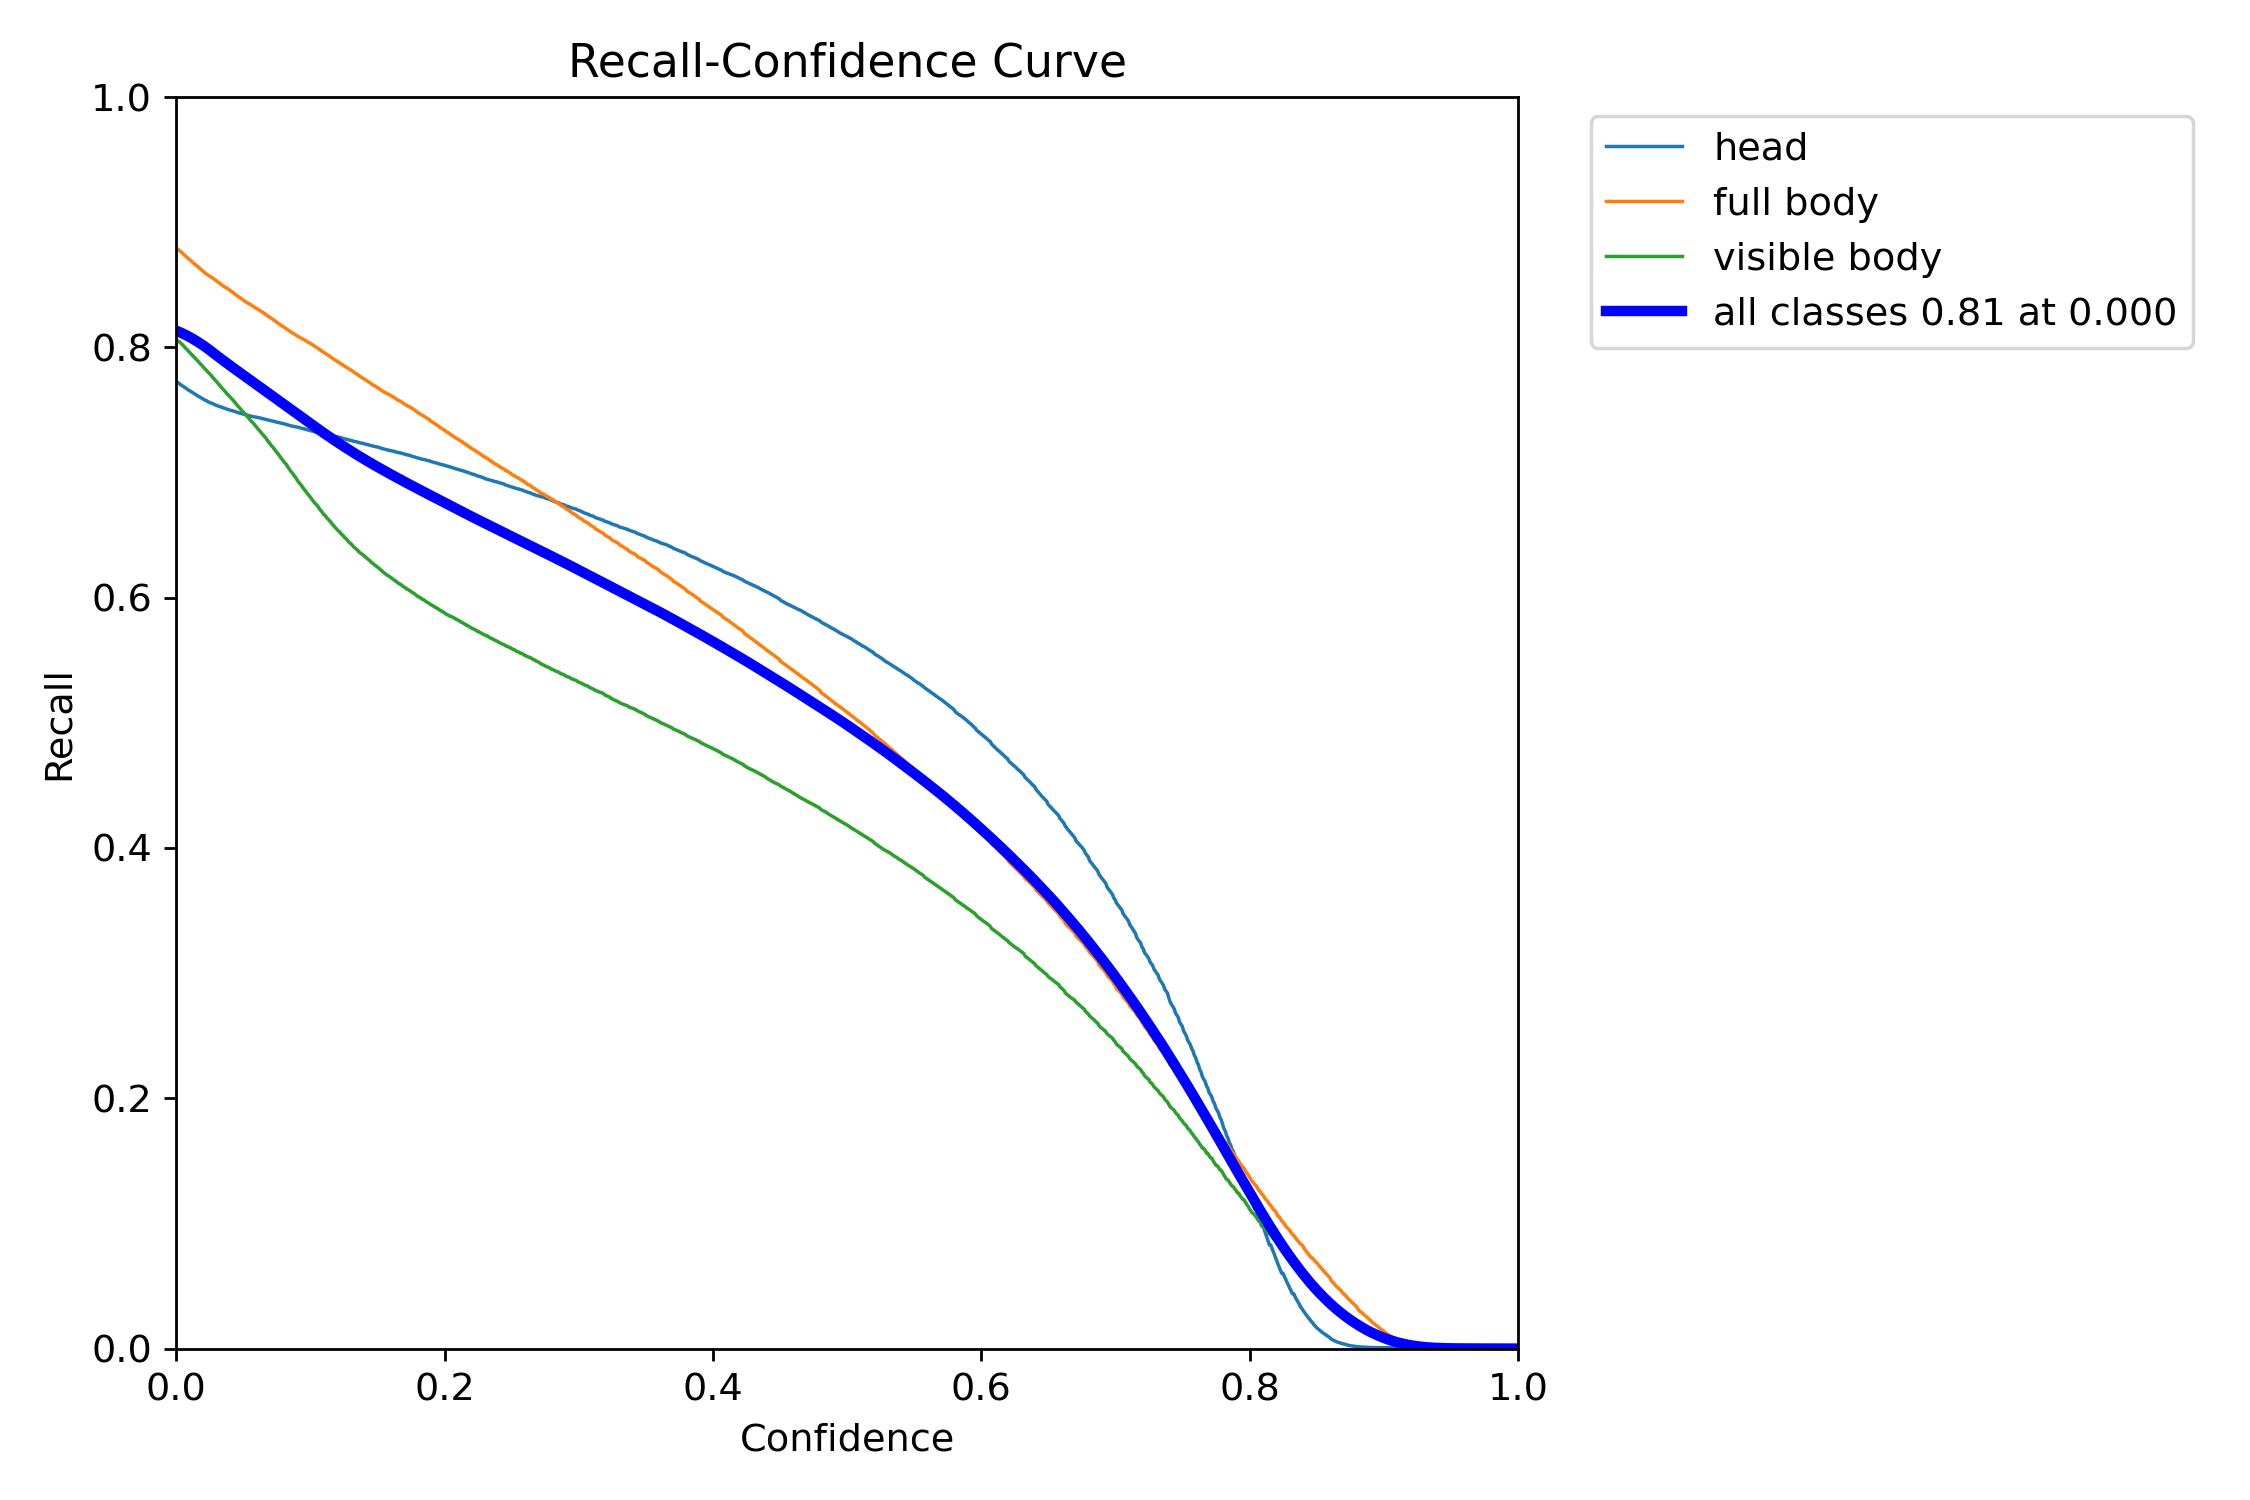 Recall-Confidence Curve
1.0
0.8
0.6
0.4
0.2
0.0
Recall
0.0 0.2 0.4 0.6 0.8 1.0
Confidence
head
full body
visible body
all classes 0.81 at 0.000